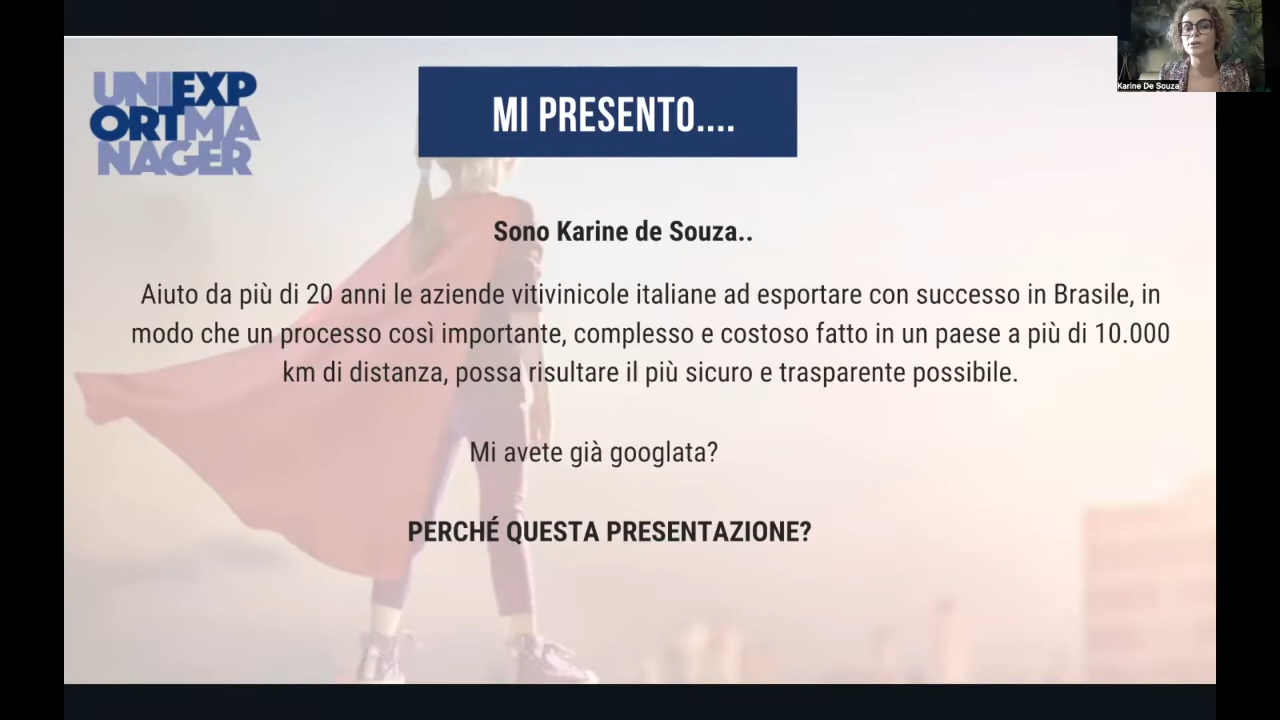 UNIEXP
ORTMA
NAGER
MI PRESENTO....
Karine De Souza
Sono Karine de Souza..
Aiuto da più di 20 anni le aziende vitivinicole italiane ad esportare con successo in Brasile, in
modo che un processo così importante, complesso e costoso fatto in un paese a più di 10.000
km di distanza, possa risultare il più sicuro e trasparente possibile.
Mi avete già googlata?
PERCHÉ QUESTA PRESENTAZIONE?